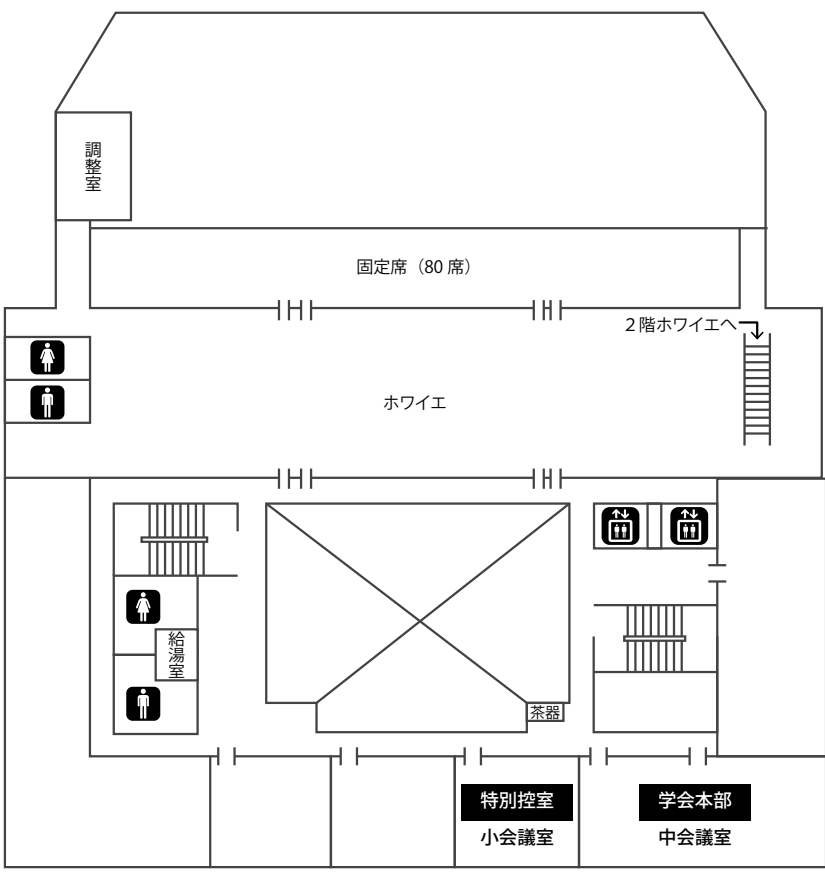 調整室
固定席（80 席）
２階ホワイエへ
ホワイエ
給湯室
茶器
特別控室
学会本部
小会議室
中会議室